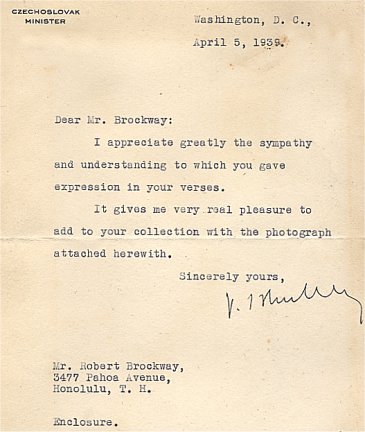 CZECHOSLOVAK
MINISTER
Washington, D. C.,
April 5, 1939.
Dear Mr. Brockway:
I appreciate greatly the sympathy
and understanding to which you gave
expression in your verses.
It gives me very real pleasure to
add to your collection with the photograph
attached herewith.
Sincerely yours,
Mr. Robert Brockway,
3477 Pahoa Avenue,
Honolulu, T. H.
Enclosure.